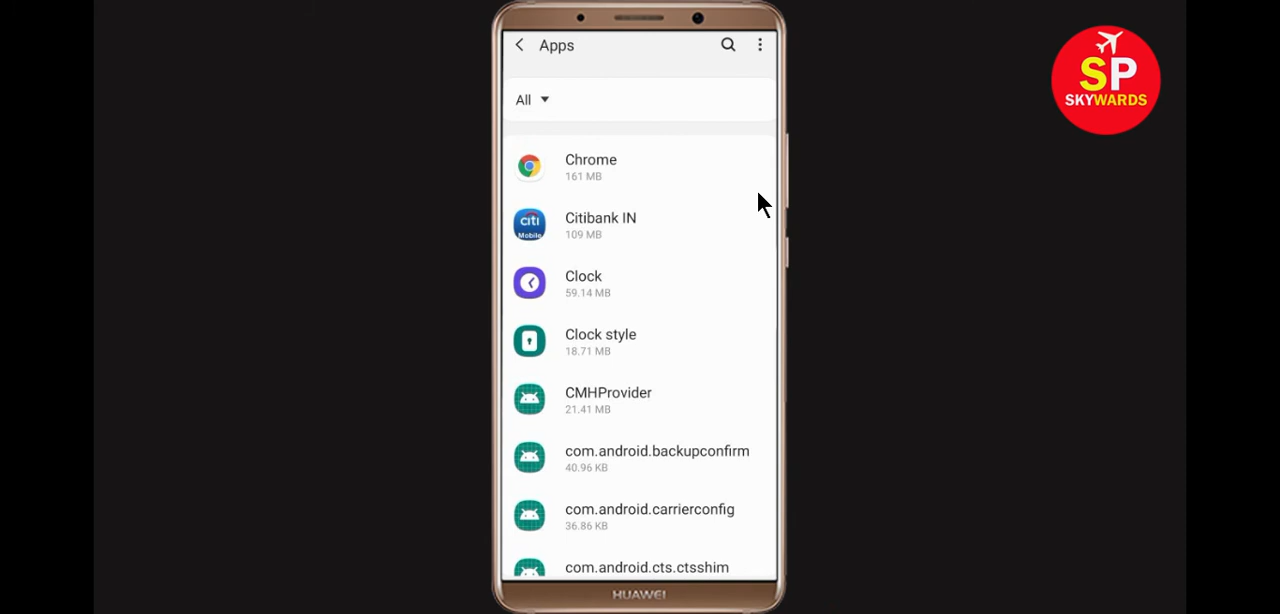 Apps
All
Chrome
161 MB
citi
Mobile
Citibank IN
109 MB
Clock
59.14 MB
Clock style
18.71 MB
CMHProvider
21.41 MB
com.android.backupconfirm
40.96 KB
com.android.carrierconfig
36.86 KB
com.android.cts.ctsshim
HUAWEI
SP
SKYWARDS